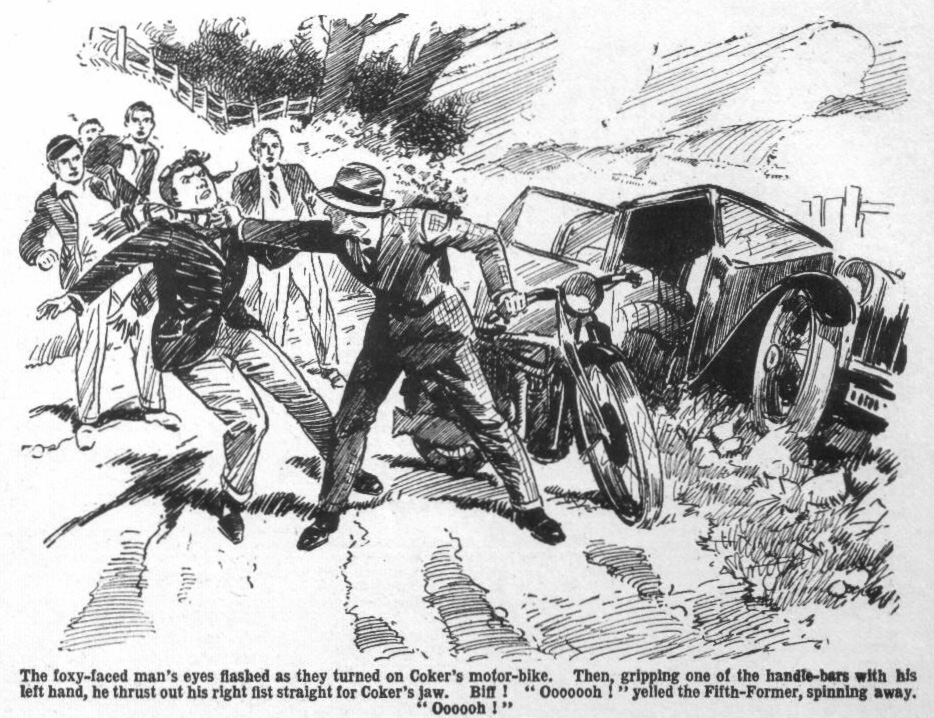 The foxy-faced man's eyes flashed as they turned on Coker's motor-bike. Then, gripping one of the handle-bars with his
left hand, he thrust out his right fist straight for Coker's jaw. Biff ! " Ooooooh ! " yelled the Fifth-Former, spinning away.
" Oooooh ! "